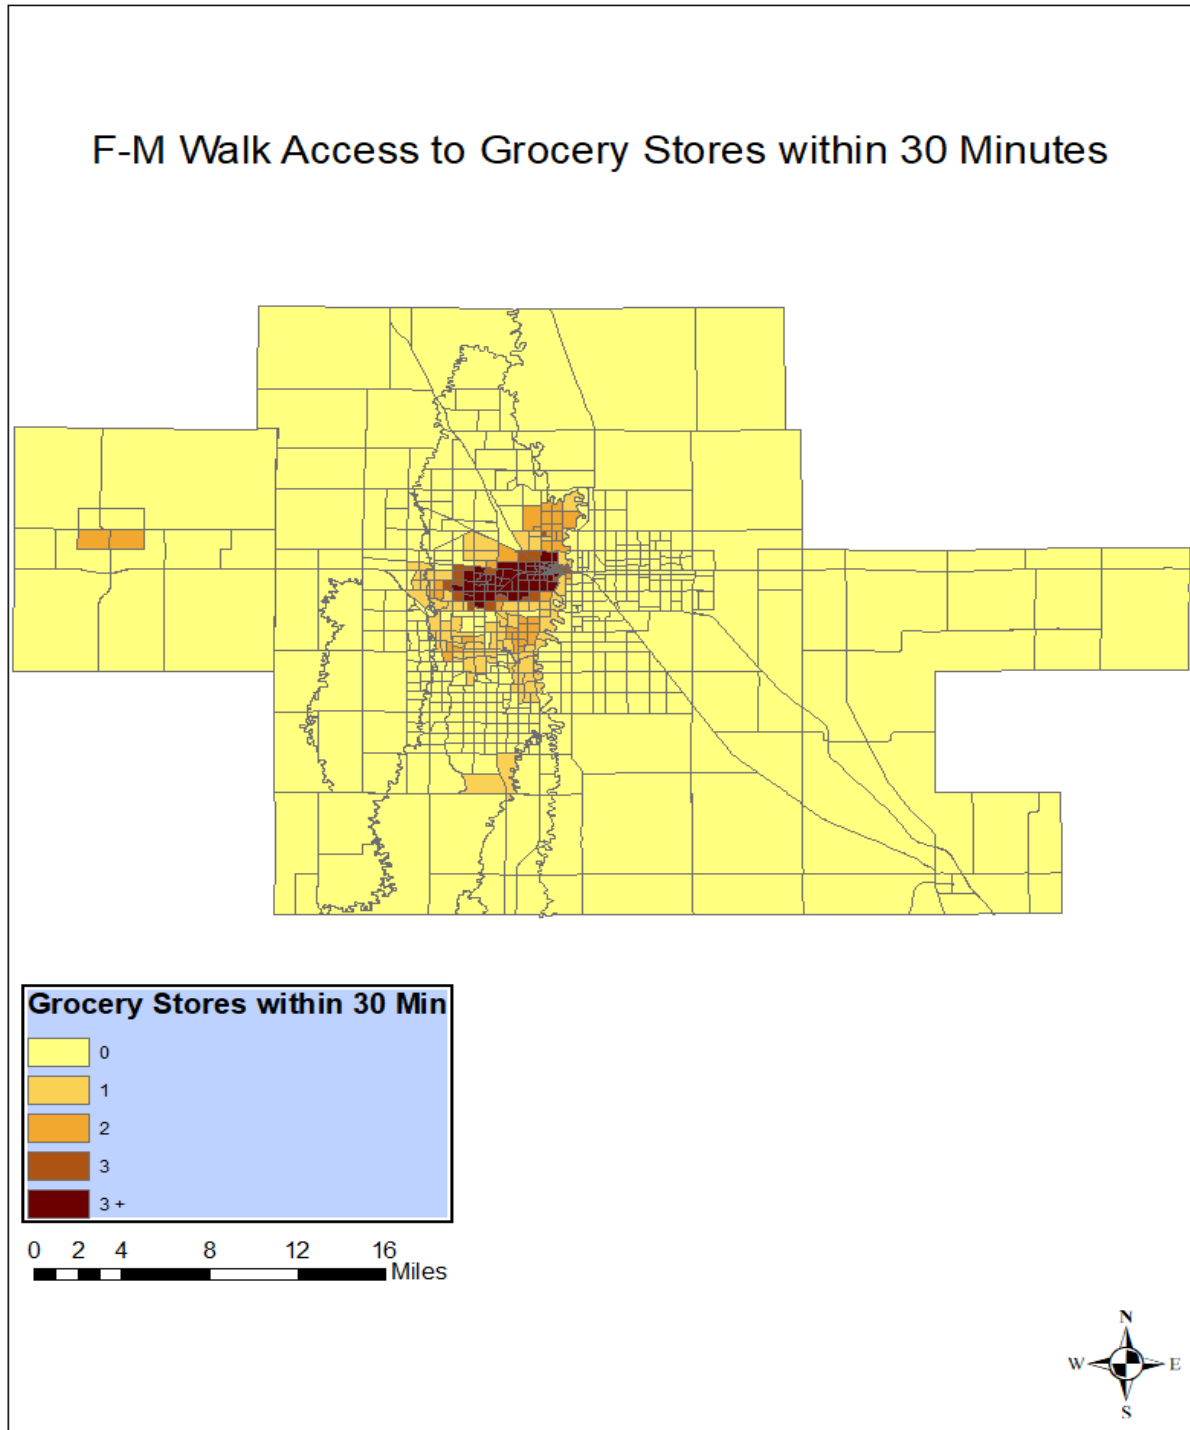 F-M Walk Access to Grocery Stores within 30 Minutes
Grocery Stores within 30 Min
0
1
2
3
3 +
0 2 4 8 12 16
Miles
N
W E
S